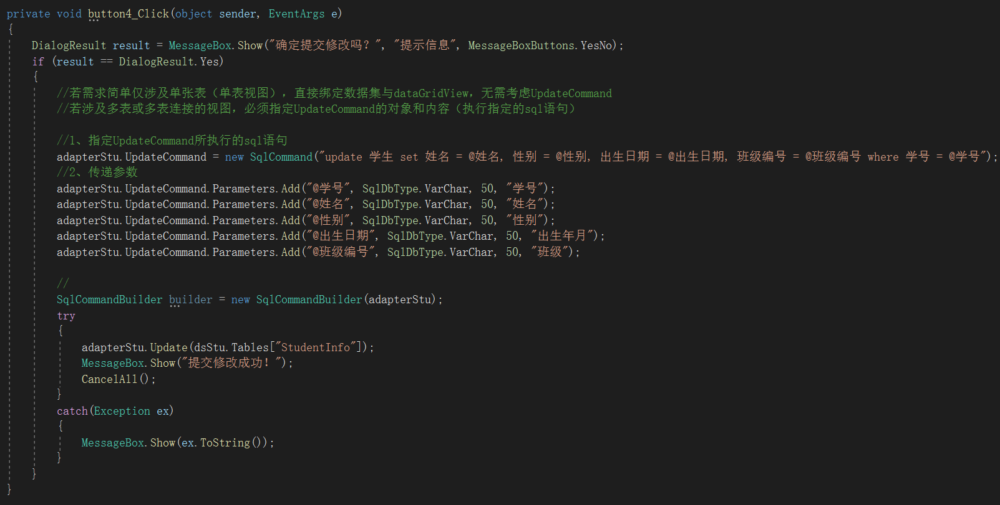 private void button4_Click(object sender, EventArgs e)
{
DialogResult result = MessageBox.Show("确定提交修改吗？", "提示信息", MessageBoxButtons.YesNo);
if (result == DialogResult.Yes)
{
//若需求简单仅涉及单张表（单表视图），直接绑定数据集与dataGridView，无需考虑UpdateCommand
//若涉及多表或多表连接的视图，必须指定UpdateCommand的对象和内容（执行指定的sql语句）
//1、指定UpdateCommand所执行的sql语句
adapterStu.UpdateCommand = new SqlCommand("update 学生 set 姓名 = @姓名, 性别 = @性别, 出生日期 = @出生日期, 班级编号 = @班级编号 where 学号 = @学号");
//2、传递参数
adapterStu.UpdateCommand.Parameters.Add("@学号", SqlDbType.VarChar, 50, "学号");
adapterStu.UpdateCommand.Parameters.Add("@姓名", SqlDbType.VarChar, 50, "姓名");
adapterStu.UpdateCommand.Parameters.Add("@性别", SqlDbType.VarChar, 50, "性别");
adapterStu.UpdateCommand.Parameters.Add("@出生日期", SqlDbType.VarChar, 50, "出生年月");
adapterStu.UpdateCommand.Parameters.Add("@班级编号", SqlDbType.VarChar, 50, "班级");
//
SqlCommandBuilder builder = new SqlCommandBuilder(adapterStu);
try
{
adapterStu.Update(dsStu.Tables["StudentInfo"]);
MessageBox.Show("提交修改成功！");
CancelAll();
}
catch(Exception ex)
{
MessageBox.Show(ex.ToString());
}
}
}